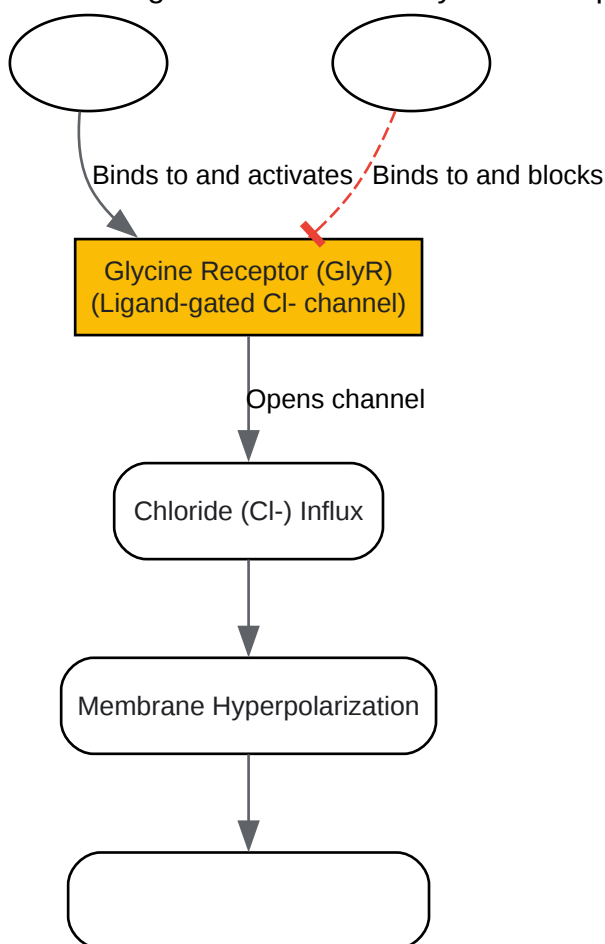 Binds to and activates
Binds to and blocks
Glycine Receptor (GlyR)
(Ligand-gated Cl- channel)
Opens channel
Chloride (Cl-) Influx
Membrane Hyperpolarization